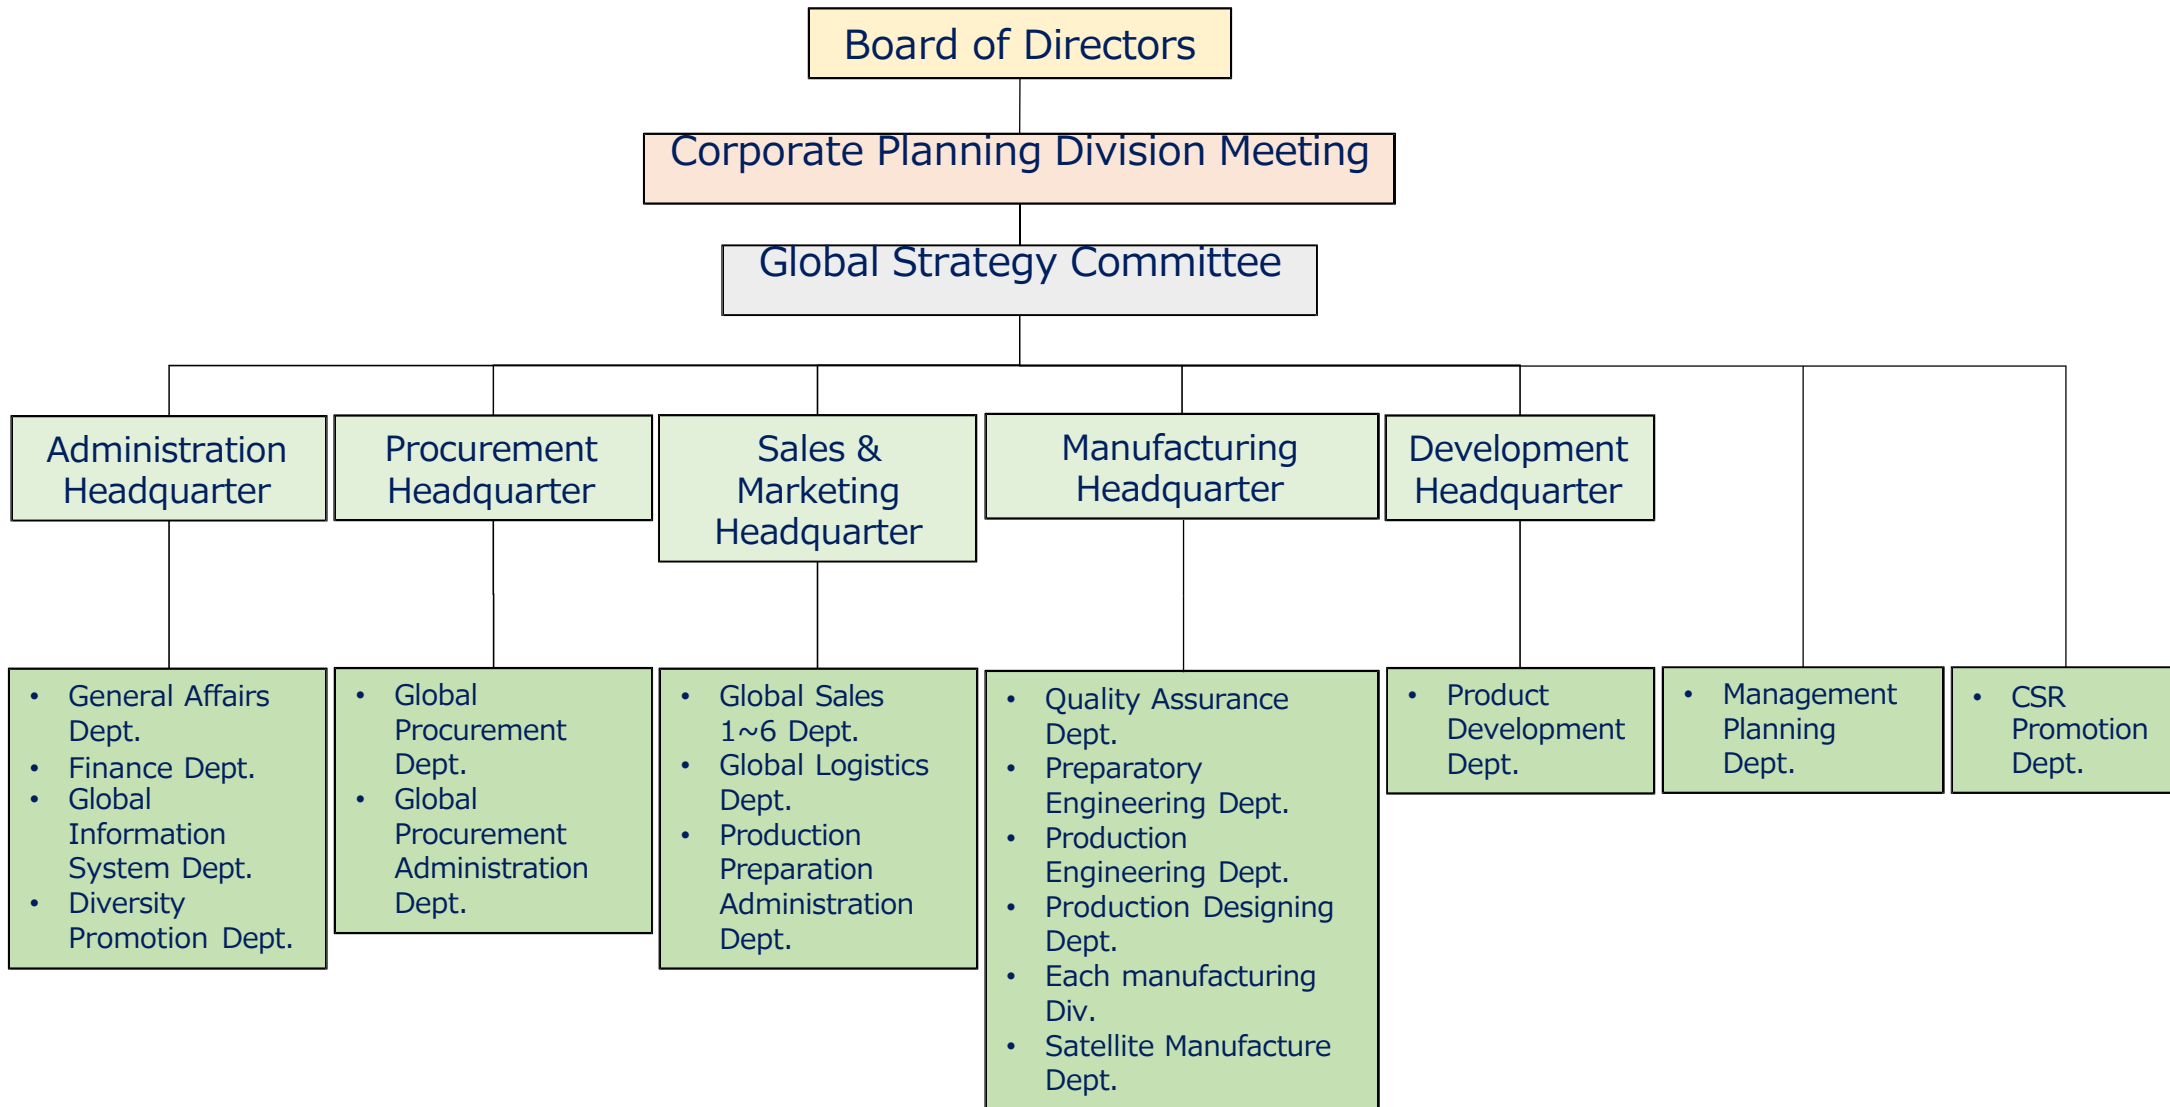 Board of Directors
Corporate Planning Division Meeting
Global Strategy Committee
Administration
Headquarter
Procurement
Headquarter
Sales &
Marketing
Headquarter
Manufacturing
Headquarter
Development
Headquarter
• General Affairs
Dept.
• Finance Dept.
• Global
Information
System Dept.
• Diversity
Promotion Dept.
• Global
Procurement
Dept.
• Global
Procurement
Administration
Dept.
• Global Sales
1~6 Dept.
• Global Logistics
Dept.
• Production
Preparation
Administration
Dept.
• Quality Assurance
Dept.
• Preparatory
Engineering Dept.
• Production
Engineering Dept.
• Production Designing
Dept.
• Each manufacturing
Div.
• Satellite Manufacture
Dept.
• Product
Development
Dept.
• Management
Planning
Dept.
• CSR
Promotion
Dept.